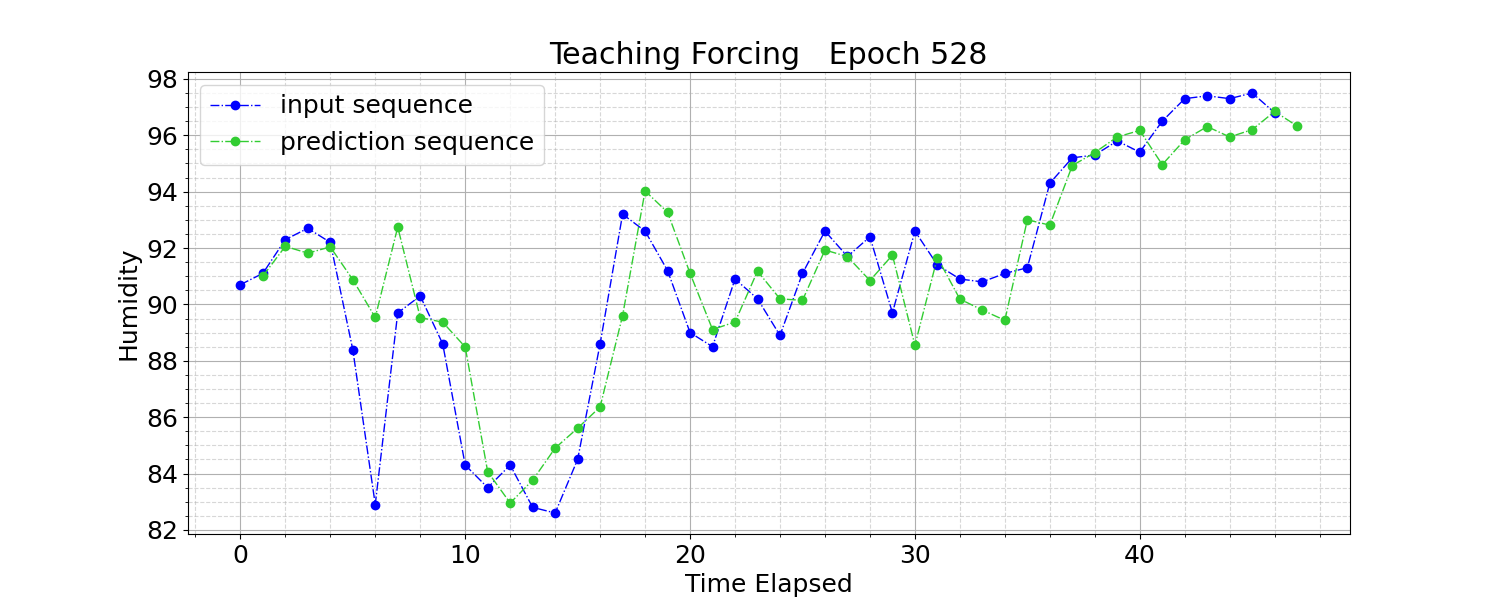 Teaching Forcing   Epoch 528
98
96
94
92
90
88
86
84
82
Humidity
input sequence
prediction sequence
0 10 20 30 40
Time Elapsed